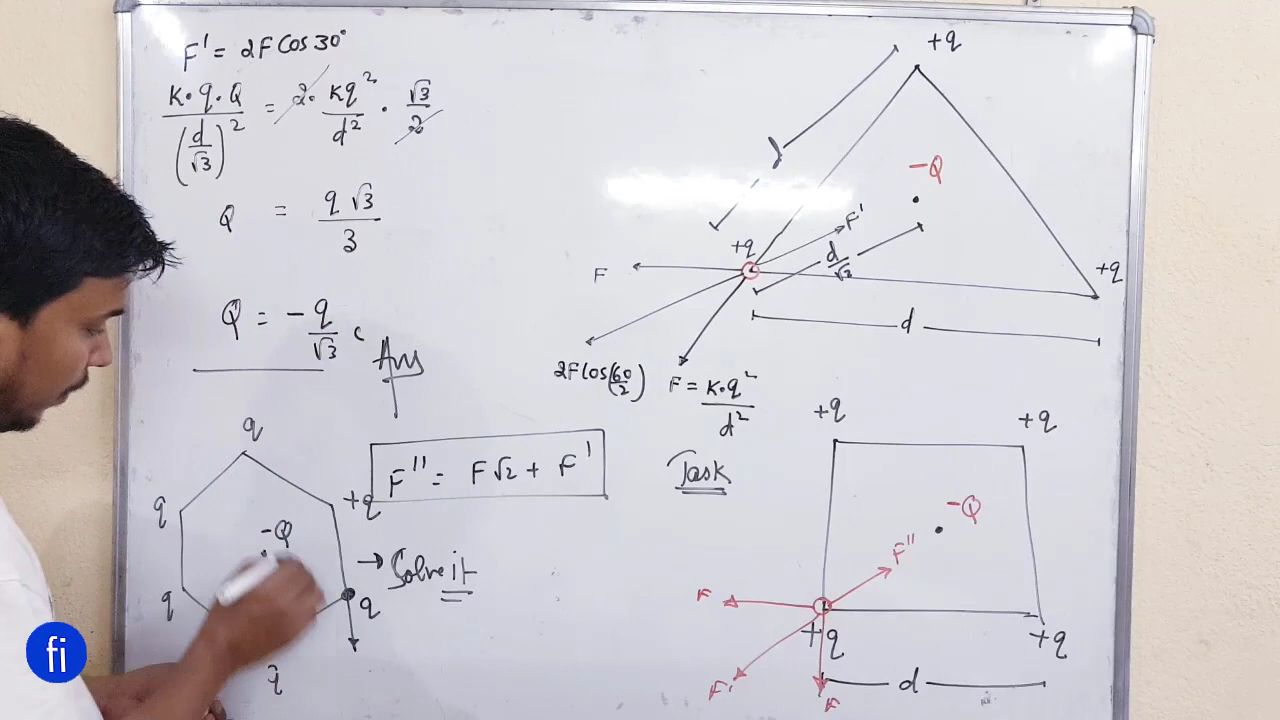 F' = 2F Cos 30°
K·q·Q / (d/√3)² = 2· Kq²/d² · √3/2
Q = q√3/3
Q = -q/√3 C
Ans
+q
-Q
+q
F'
d/√3
+q
F
d
2F Cos(60/2)
F = K·q²/d²
q
q
+q
-Q
q
q
q
F'' = F√2 + F'
→ Solve it
Task
+q
+q
-Q
F''
F
+q
+q
F'
F
d
fi